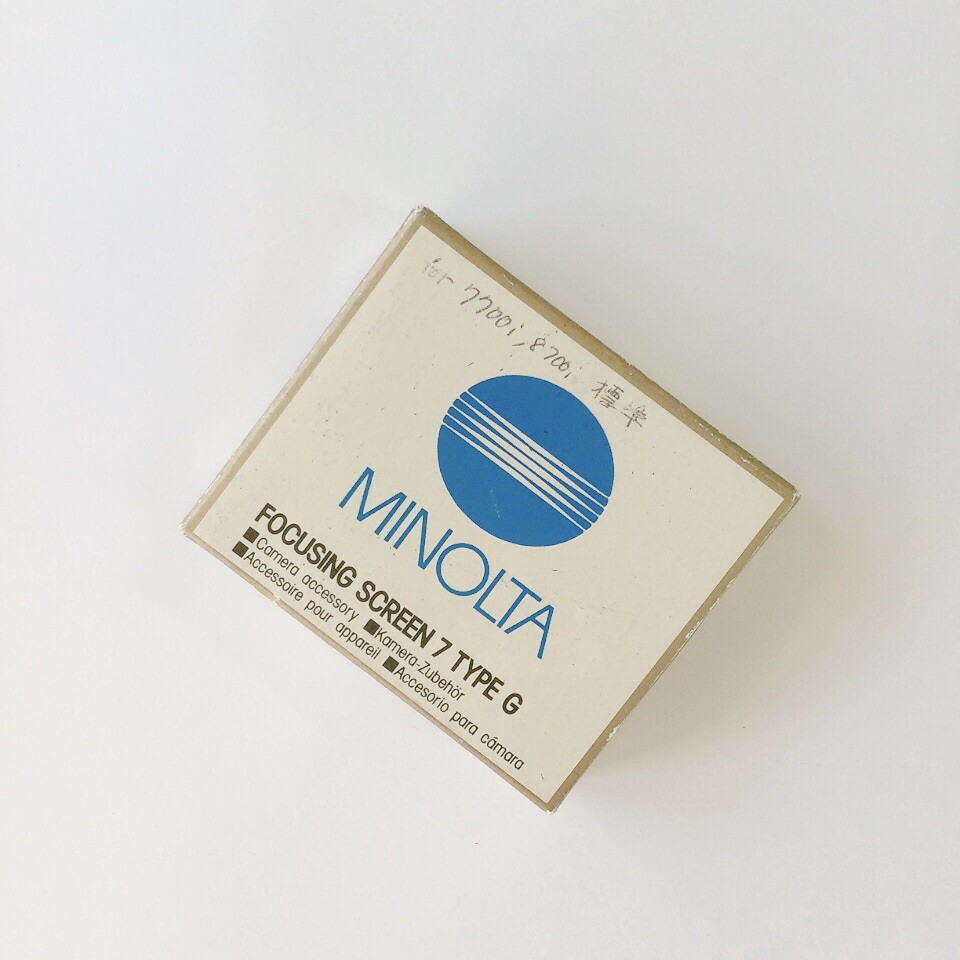 for 7700i, 8700i 標準
MINOLTA
FOCUSING SCREEN 7 TYPE G
■Camera accessory ■Kamera-Zubehör
■Accessoire pour appareil ■Accesorio para cámara